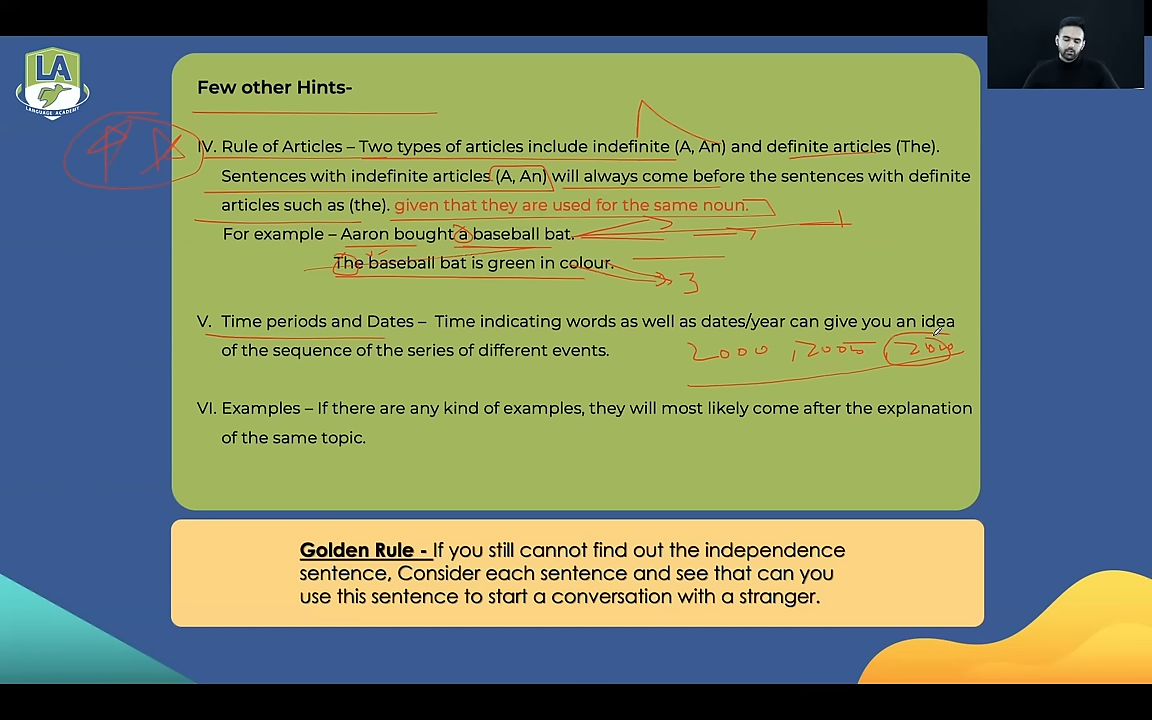 LA
LANGUAGE ACADEMY
Few other Hints-
IV. Rule of Articles – Two types of articles include indefinite (A, An) and definite articles (The).
Sentences with indefinite articles (A, An) will always come before the sentences with definite
articles such as (the). given that they are used for the same noun.
For example – Aaron bought a baseball bat.
1
The baseball bat is green in colour.
3
V. Time periods and Dates – Time indicating words as well as dates/year can give you an idea
of the sequence of the series of different events.
2000, 2005,
VI. Examples – If there are any kind of examples, they will most likely come after the explanation
of the same topic.
Golden Rule - If you still cannot find out the independence
sentence, Consider each sentence and see that can you
use this sentence to start a conversation with a stranger.